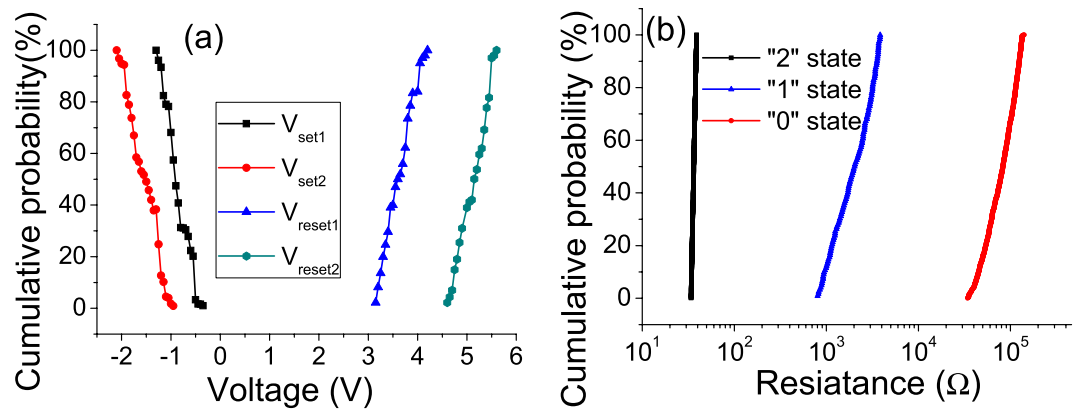 (a)
Cumulative probability(%)
100
80
60
40
20
0
V_set1
V_set2
V_reset1
V_reset2
-2 -1 0 1 2 3 4 5 6
Voltage (V)
(b)
Cumulative probability (%)
100
80
60
40
20
0
"2" state
"1" state
"0" state
10^1 10^2 10^3 10^4 10^5
Resiatance (Ω)